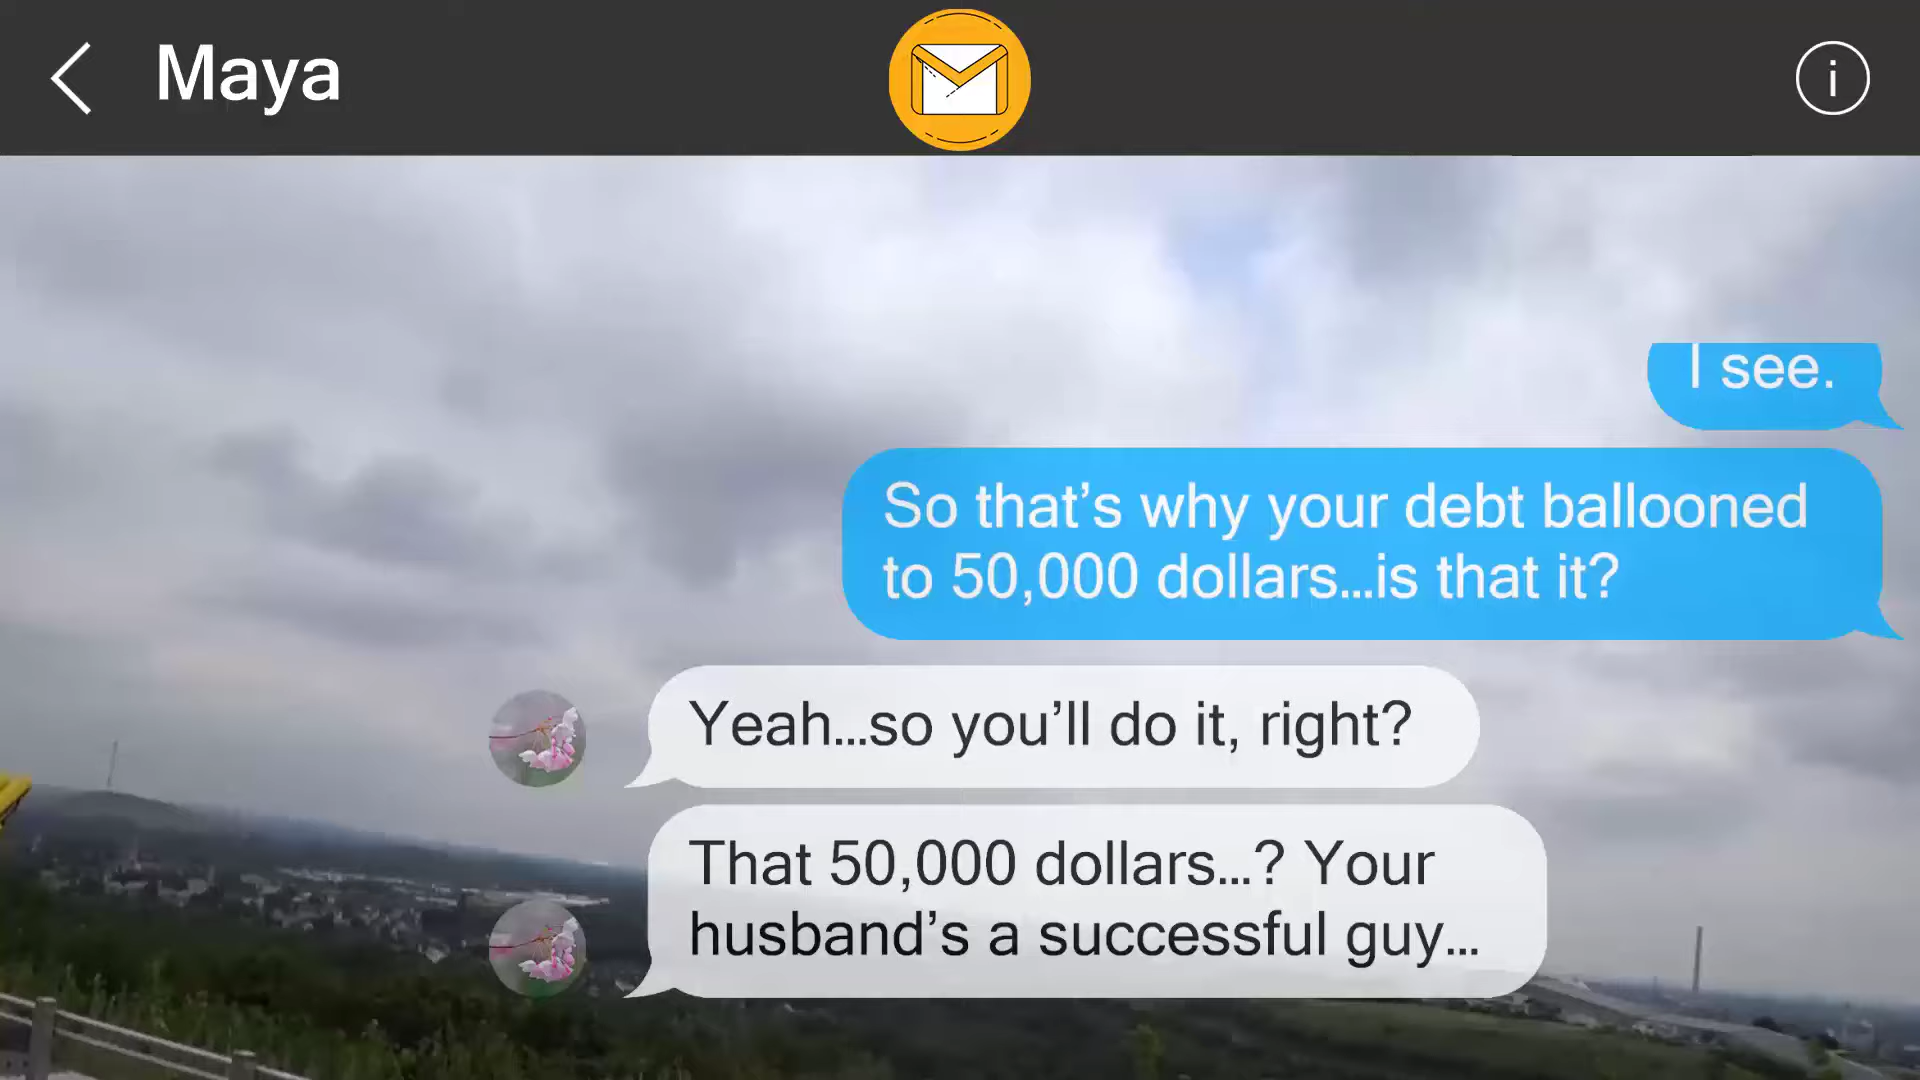 Maya
i
I see.
So that’s why your debt ballooned
to 50,000 dollars...is that it?
Yeah...so you’ll do it, right?
That 50,000 dollars...? Your
husband’s a successful guy...